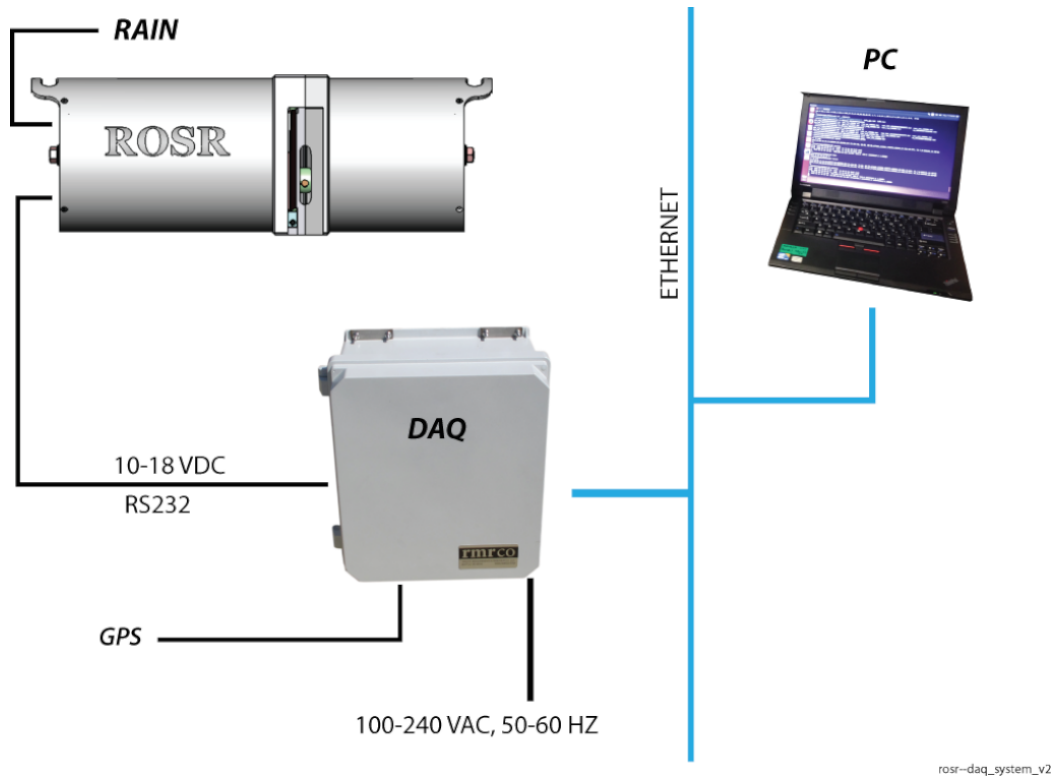 RAIN
PC
ROSR
ETHERNET
DAQ
10-18 VDC
RS232
rmrco
GPS
100-240 VAC, 50-60 HZ
rosr--daq_system_v2